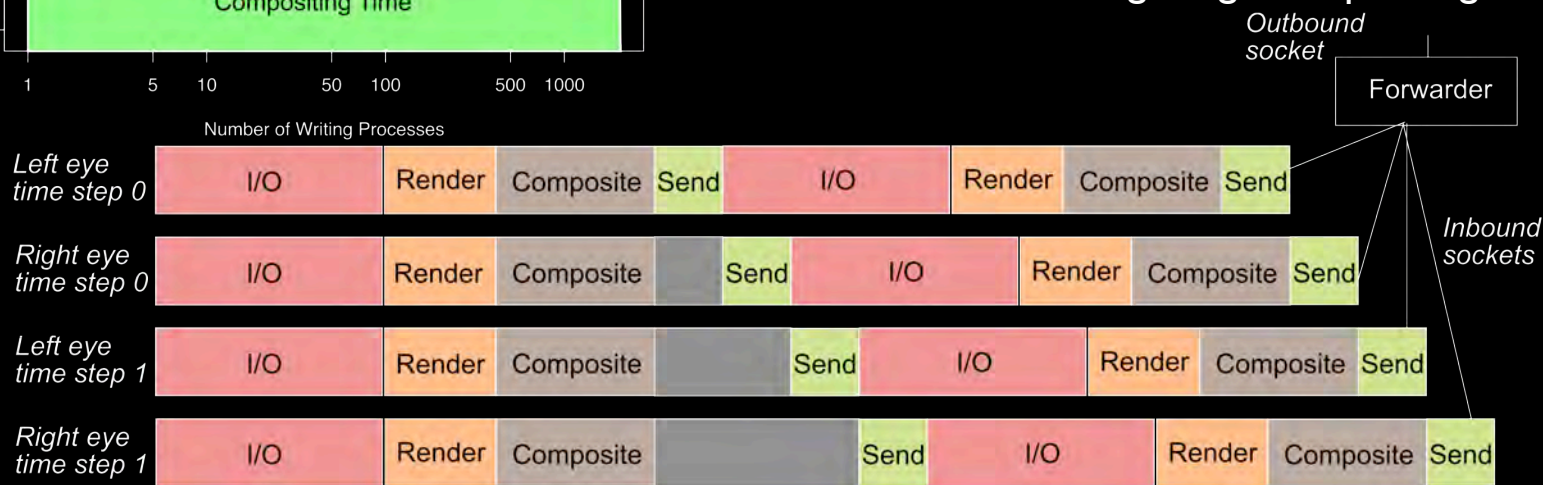 Compositing Time
1 5 10 50 100 500 1000
Number of Writing Processes
Outbound
socket
Forwarder
Left eye
time step 0
I/O Render Composite Send I/O Render Composite Send
Right eye
time step 0
I/O Render Composite Send I/O Render Composite Send
Inbound
sockets
Left eye
time step 1
I/O Render Composite Send I/O Render Composite Send
Right eye
time step 1
I/O Render Composite Send I/O Render Composite Send